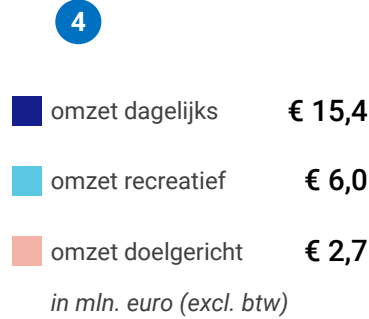 4
omzet dagelijks € 15,4
omzet recreatief € 6,0
omzet doelgericht € 2,7
in mln. euro (excl. btw)